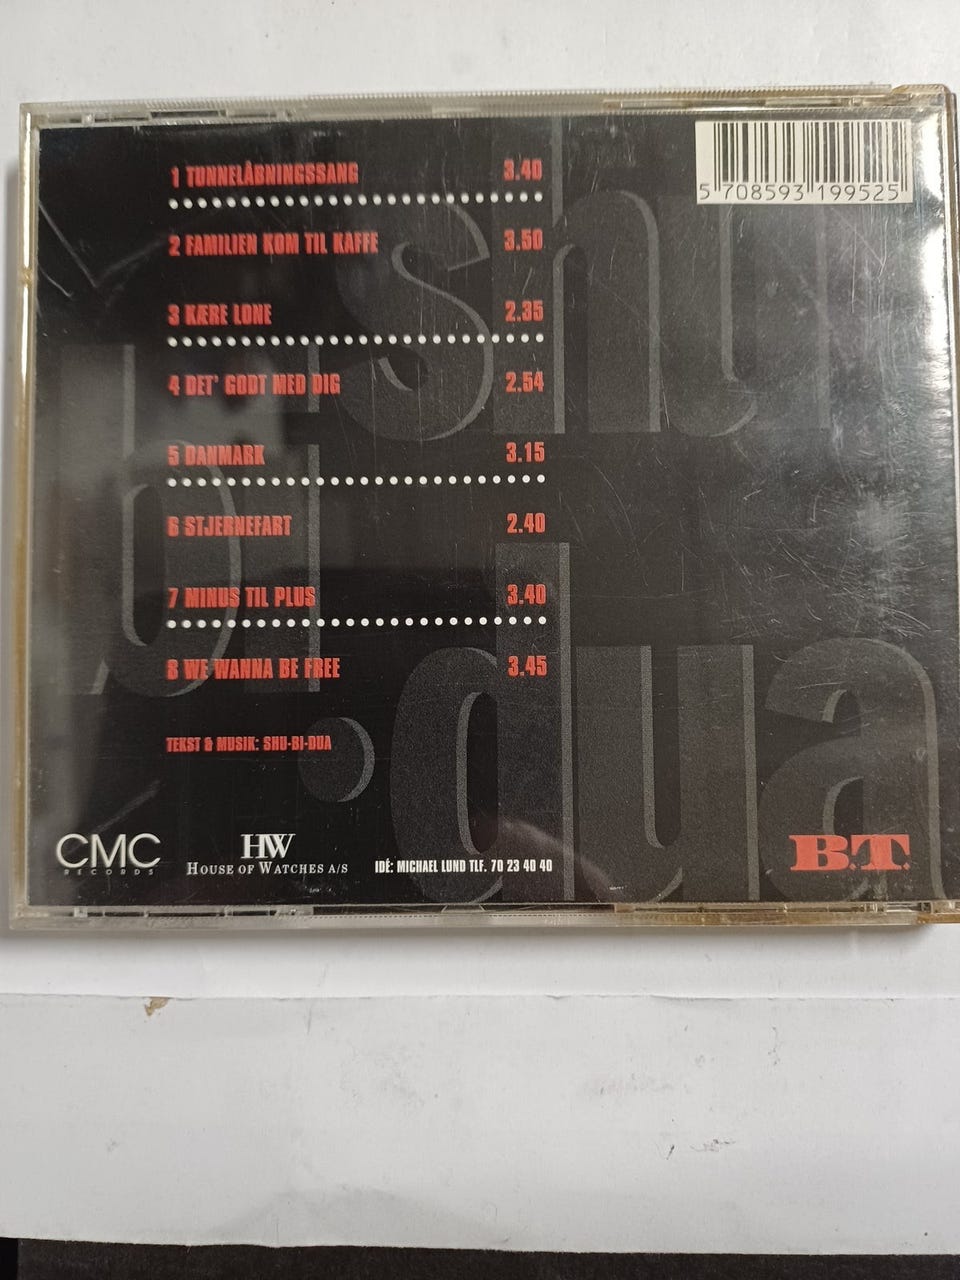 1 TUNNELÅBNINGSSANG 3.40
2 FAMILIEN KOM TIL KAFFE 3.50
3 KÆRE LONE 2.35
4 DET' GODT MED DIG 2.54
5 DANMARK 3.15
6 STJERNEFART 2.40
7 MINUS TIL PLUS 3.40
8 WE WANNA BE FREE 3.45
TEKST & MUSIK: SHU-BI-DUA
5 708593 199525
shu
bi
dua
CMC
RECORDS
HW
HOUSE OF WATCHES A/S
IDÉ: MICHAEL LUND TLF. 70 23 40 40
B.T.